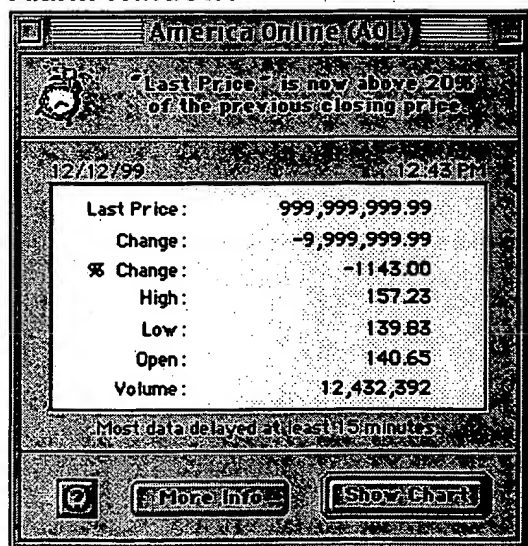 America Online (AOL)
"Last Price" is now above 20%
of the previous closing price
12/12/99 12:43 PM
Last Price: 999,999,999.99
Change: -9,999,999.99
% Change: -1143.00
High: 157.23
Low: 139.83
Open: 140.65
Volume: 12,432,392
Most data delayed at least 15 minutes
? More Info Show Chart